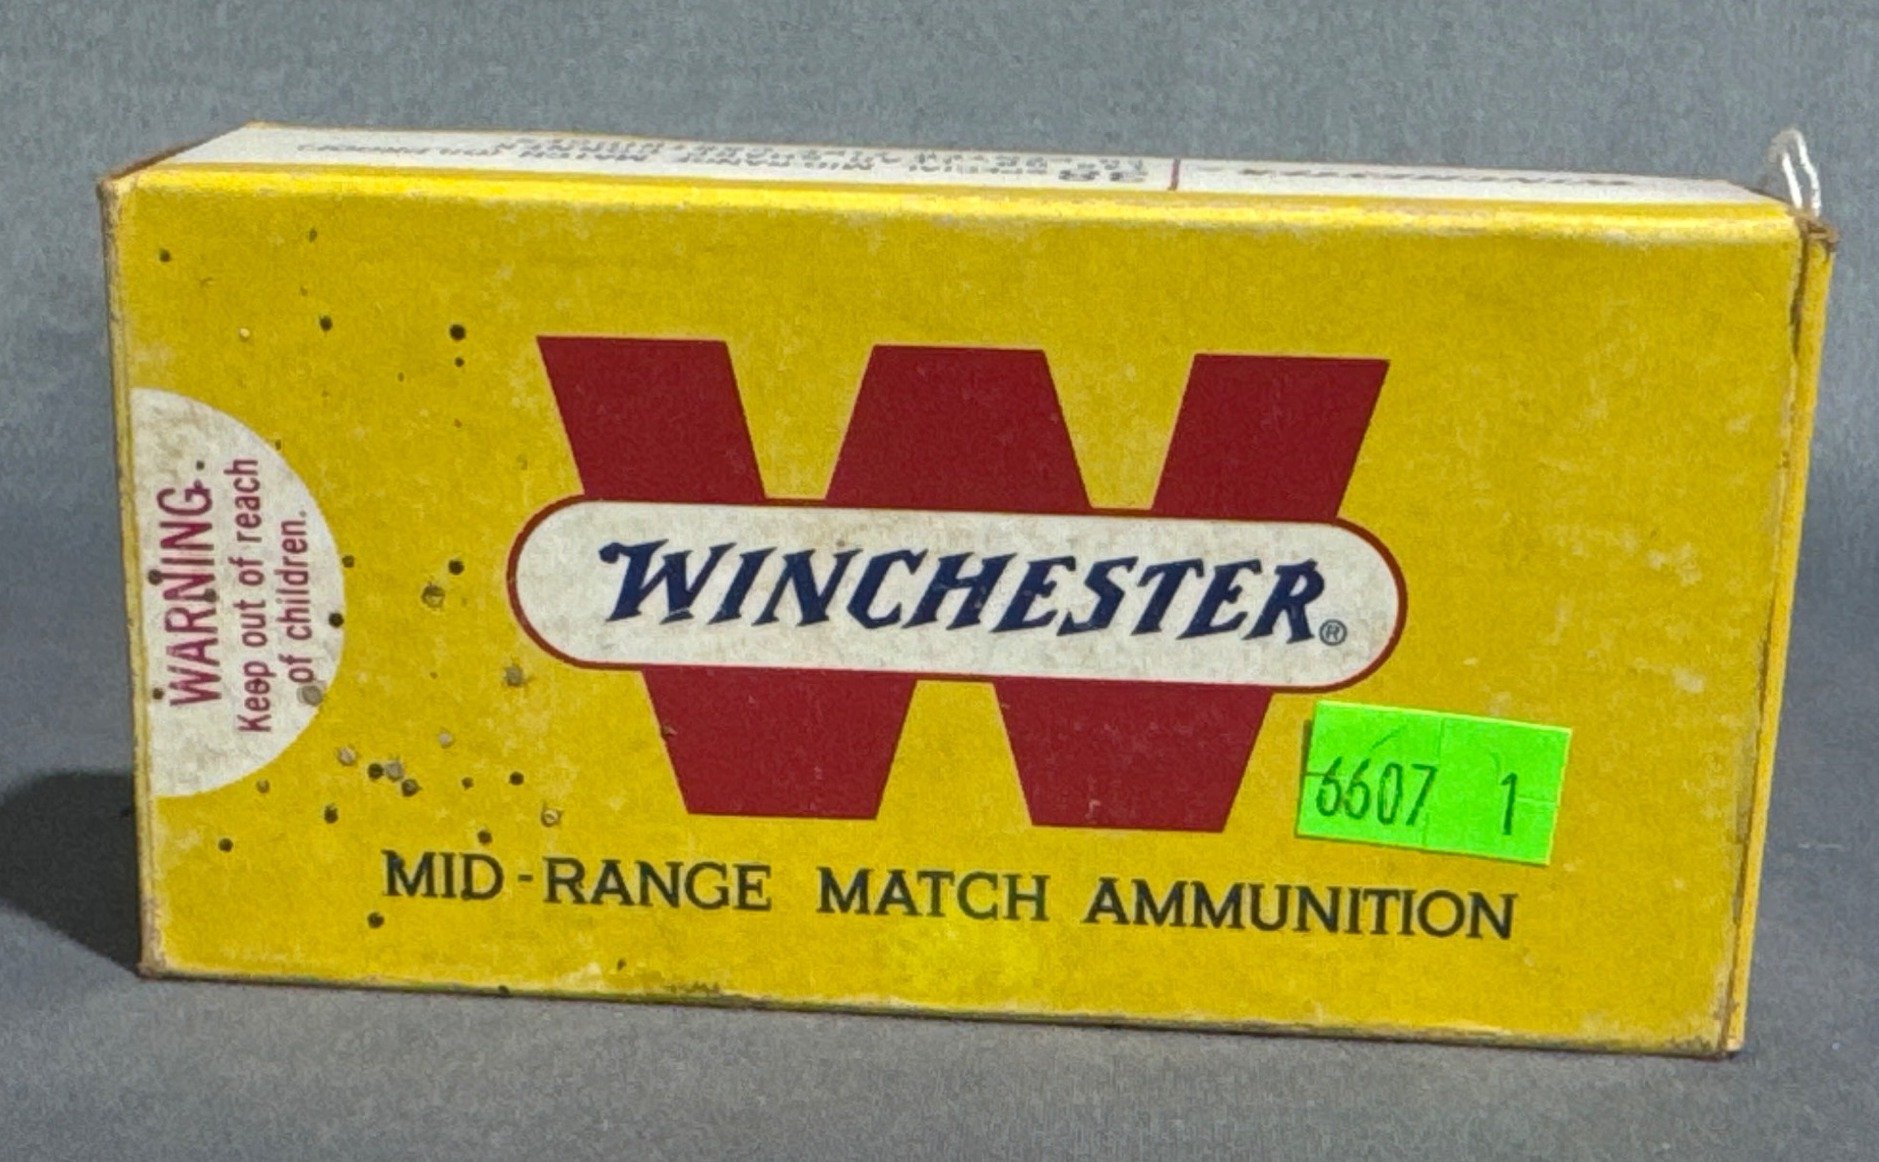 WARNING.
Keep out of reach
of children.
WINCHESTER®
6607 1
MID-RANGE MATCH AMMUNITION